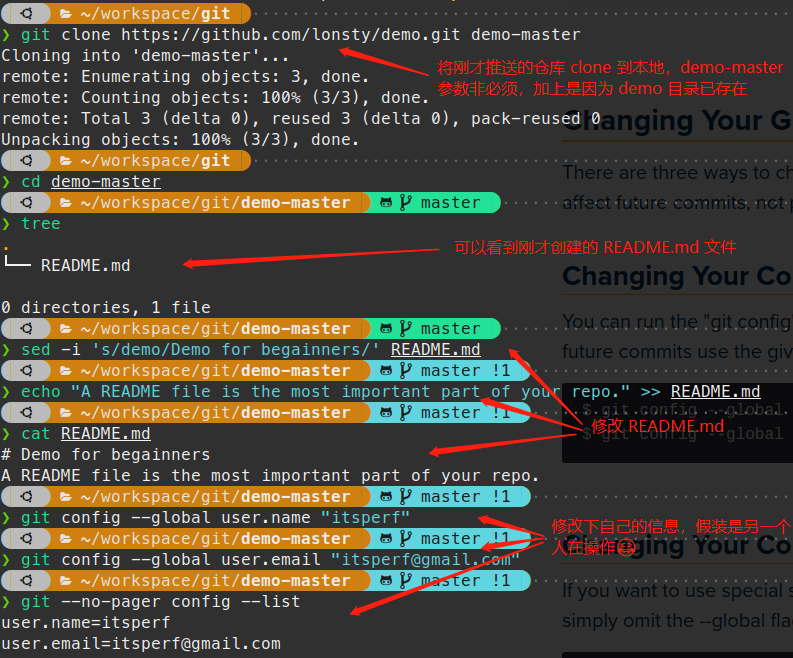 ~/workspace/git
❯ git clone https://github.com/lonsty/demo.git demo-master
Cloning into 'demo-master'...
remote: Enumerating objects: 3, done.
将刚才推送的仓库 clone 到本地，demo-master
参数非必须，加上是因为 demo 目录已存在
remote: Counting objects: 100% (3/3), done.
remote: Total 3 (delta 0), reused 3 (delta 0), pack-reused 0
Changing Your G
Unpacking objects: 100% (3/3), done.
~/workspace/git
There are three ways to ch
❯ cd demo-master
~/workspace/git/demo-master master
affect future commits, not p
❯ tree
.
可以看到刚才创建的 README.md 文件
└── README.md
Changing Your Co
0 directories, 1 file
You can run the "git config
~/workspace/git/demo-master master
❯ sed -i 's/demo/Demo for begainners/' README.md
future commits use the giv
~/workspace/git/demo-master master !1
❯ echo "A README file is the most important part of your repo." >> README.md
~/workspace/git/demo-master master !1
$ git config --global
❯ cat README.md
修改 README.md
$ git config --global
# Demo for begainners
A README file is the most important part of your repo.
~/workspace/git/demo-master master !1
❯ git config --global user.name "itsperf"
修改下自己的信息，假装是另一个
人在操作
~/workspace/git/demo-master master !1
Changing Your Co
❯ git config --global user.email "itsperf@gmail.com"
~/workspace/git/demo-master master !1
If you want to use special s
❯ git --no-pager config --list
user.name=itsperf
simply omit the --global flag
user.email=itsperf@gmail.com